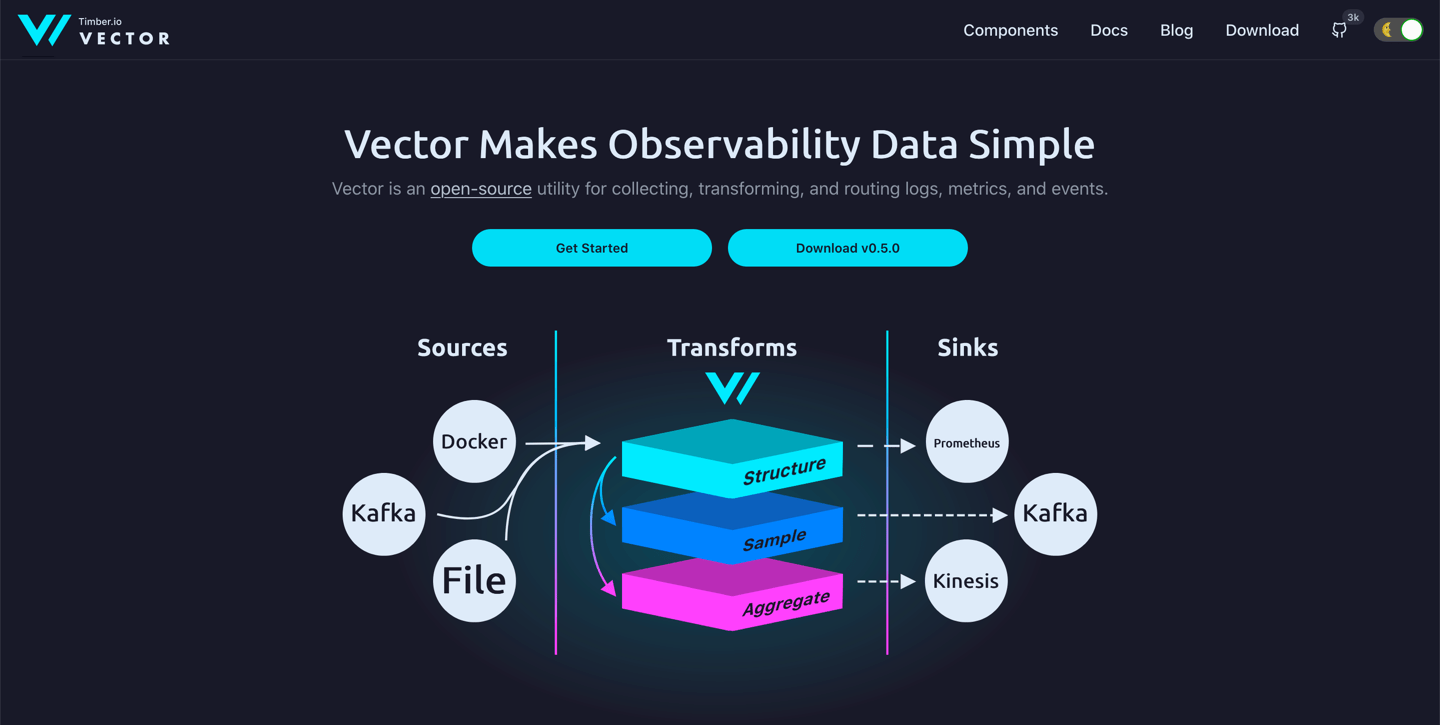 Timber.io
VECTOR
Components Docs Blog Download 3k
Vector Makes Observability Data Simple
Vector is an open-source utility for collecting, transforming, and routing logs, metrics, and events.
Get Started Download v0.5.0
Sources Transforms Sinks
Docker Structure Prometheus
Kafka Sample Kafka
File Aggregate Kinesis